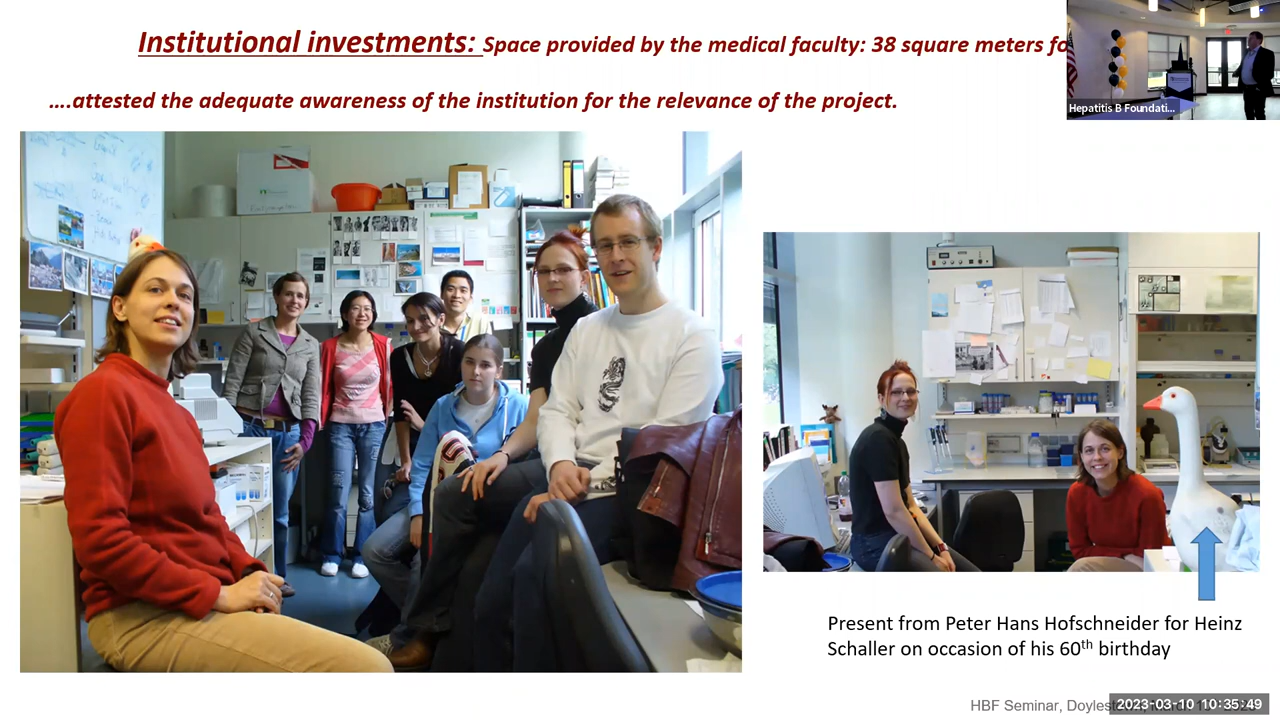 Institutional investments: Space provided by the medical faculty: 38 square meters fo
….attested the adequate awareness of the institution for the relevance of the project.
Hepatitis B Foundati...
Present from Peter Hans Hofschneider for Heinz
Schaller on occasion of his 60th birthday
HBF Seminar, Doylest
2023-03-10 10:35:49